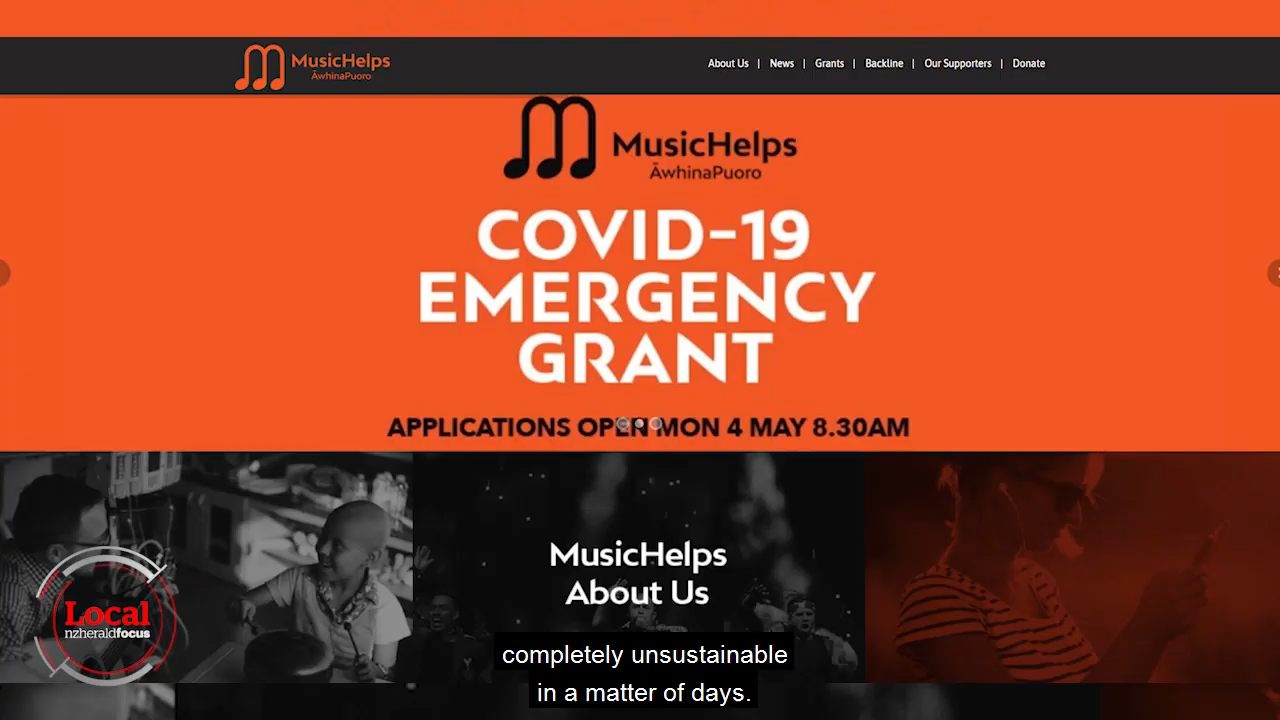 MusicHelps
ĀwhinaPuoro
About Us | News | Grants | Backline | Our Supporters | Donate
MusicHelps
ĀwhinaPuoro
COVID-19
EMERGENCY
GRANT
APPLICATIONS OPEN MON 4 MAY 8.30AM
MusicHelps
About Us
Local
nzheraldfocus
completely unsustainable
in a matter of days.